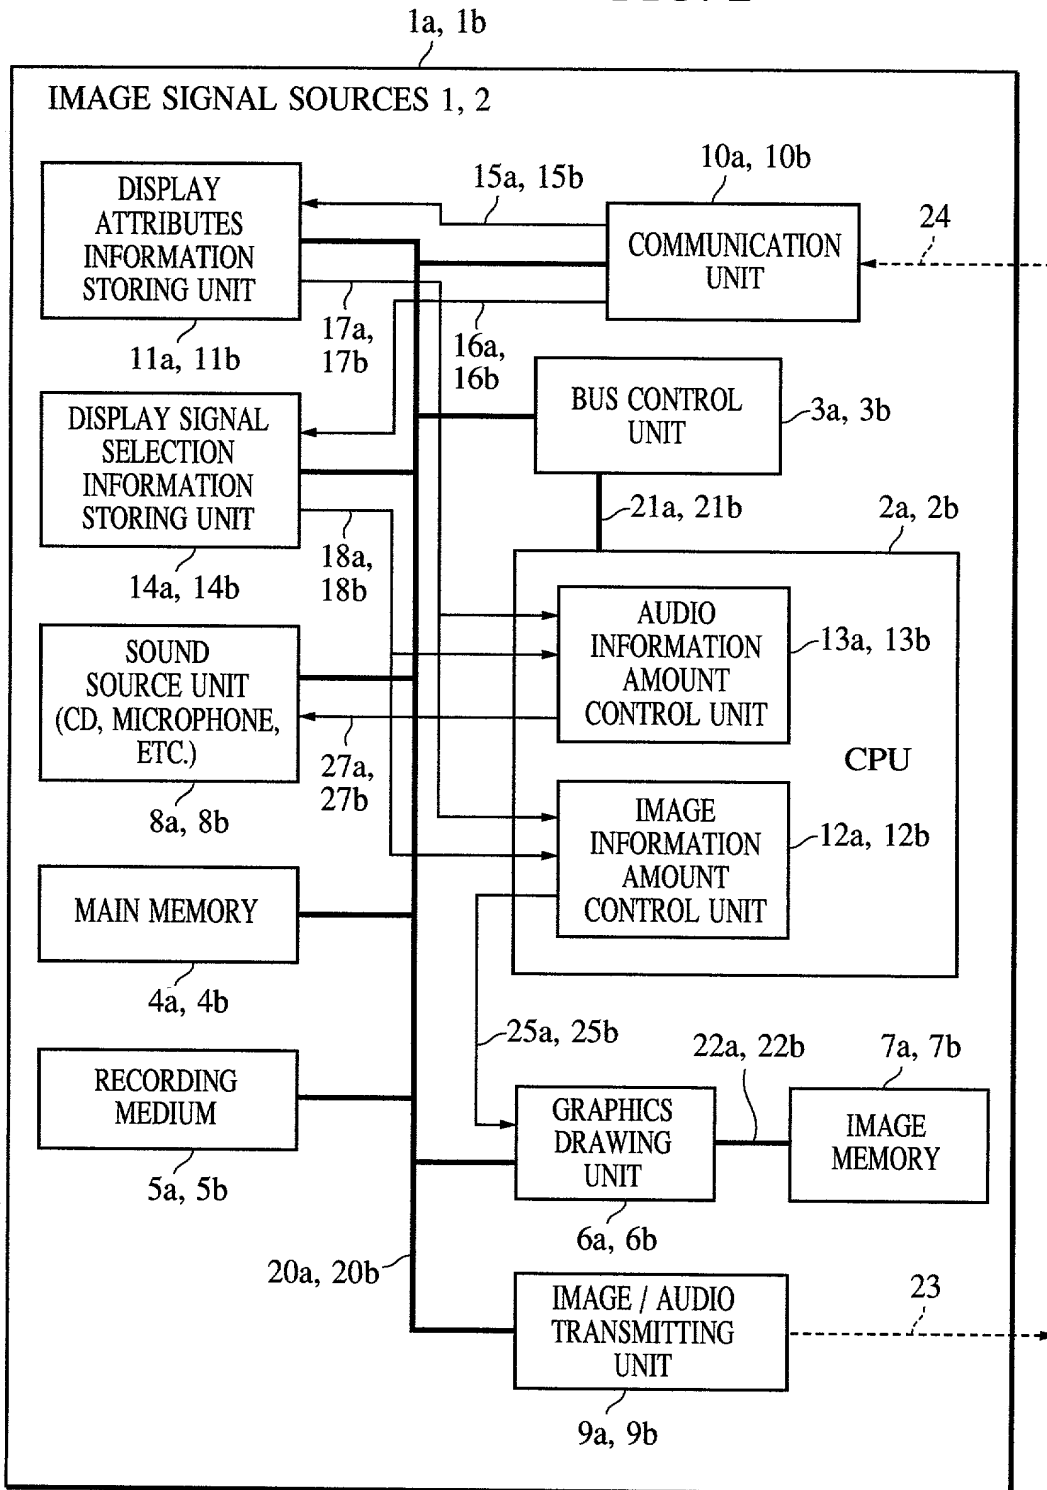 1a, 1b
IMAGE SIGNAL SOURCES 1, 2
DISPLAY
ATTRIBUTES
INFORMATION
STORING UNIT
11a, 11b
15a, 15b
10a, 10b
COMMUNICATION
UNIT
24
17a,
17b
16a,
16b
DISPLAY SIGNAL
SELECTION
INFORMATION
STORING UNIT
14a, 14b
18a,
18b
BUS CONTROL
UNIT
3a, 3b
21a, 21b
2a, 2b
SOUND
SOURCE UNIT
(CD, MICROPHONE,
ETC.)
8a, 8b
27a,
27b
AUDIO
INFORMATION
AMOUNT
CONTROL UNIT
13a, 13b
CPU
IMAGE
INFORMATION
AMOUNT
CONTROL UNIT
12a, 12b
MAIN MEMORY
4a, 4b
RECORDING
MEDIUM
5a, 5b
25a, 25b
22a, 22b
7a, 7b
GRAPHICS
DRAWING
UNIT
6a, 6b
IMAGE
MEMORY
20a, 20b
IMAGE / AUDIO
TRANSMITTING
UNIT
9a, 9b
23